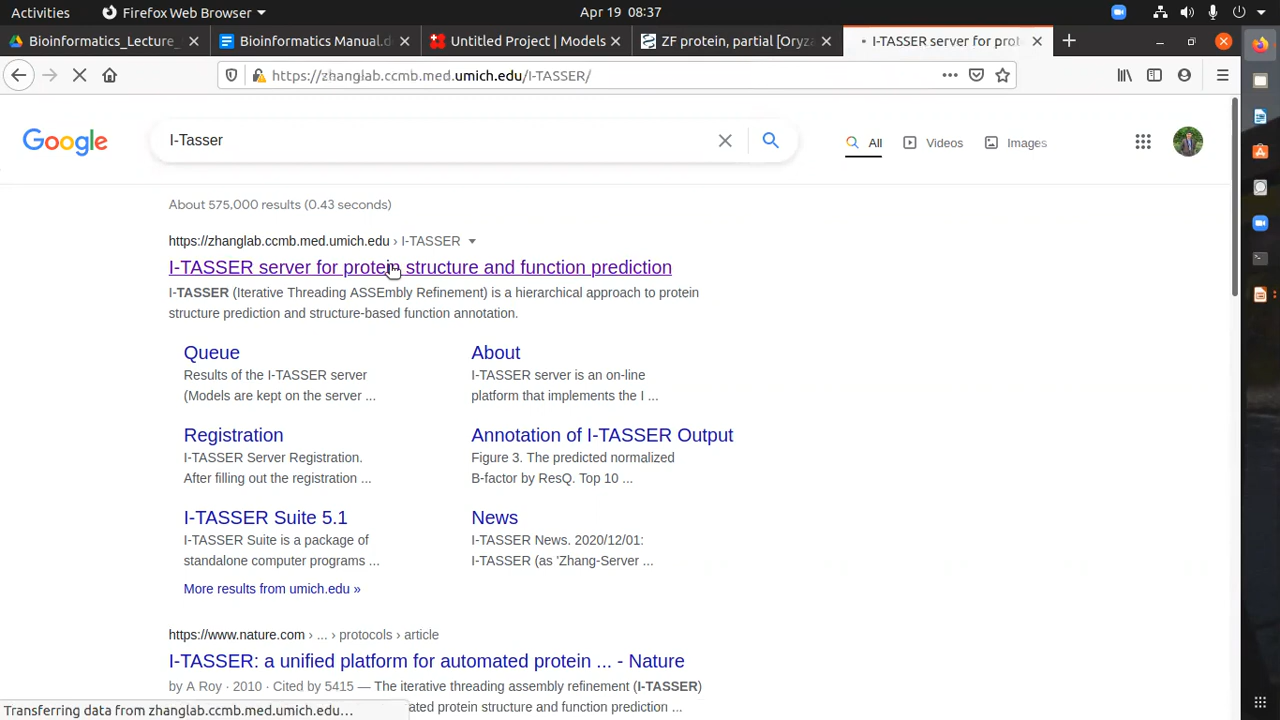 Activities
Firefox Web Browser
Apr 19 08:37
Bioinformatics_Lecture_
Bioinformatics Manual.d
Untitled Project | Models
ZF protein, partial [Oryza
I-TASSER server for prot
https://zhanglab.ccmb.med.umich.edu/I-TASSER/
Google
I-Tasser
All
Videos
Images
About 575,000 results (0.43 seconds)
https://zhanglab.ccmb.med.umich.edu › I-TASSER
I-TASSER server for protein structure and function prediction
I-TASSER (Iterative Threading ASSEmbly Refinement) is a hierarchical approach to protein
structure prediction and structure-based function annotation.
Queue
Results of the I-TASSER server
(Models are kept on the server ...
About
I-TASSER server is an on-line
platform that implements the I ...
Registration
I-TASSER Server Registration.
After filling out the registration ...
Annotation of I-TASSER Output
Figure 3. The predicted normalized
B-factor by ResQ. Top 10 ...
I-TASSER Suite 5.1
I-TASSER Suite is a package of
standalone computer programs ...
News
I-TASSER News. 2020/12/01:
I-TASSER (as 'Zhang-Server ...
More results from umich.edu »
https://www.nature.com › ... › protocols › article
I-TASSER: a unified platform for automated protein ... - Nature
by A Roy · 2010 · Cited by 5415 — The iterative threading assembly refinement (I-TASSER)
ated protein structure and function prediction ...
Transferring data from zhanglab.ccmb.med.umich.edu…